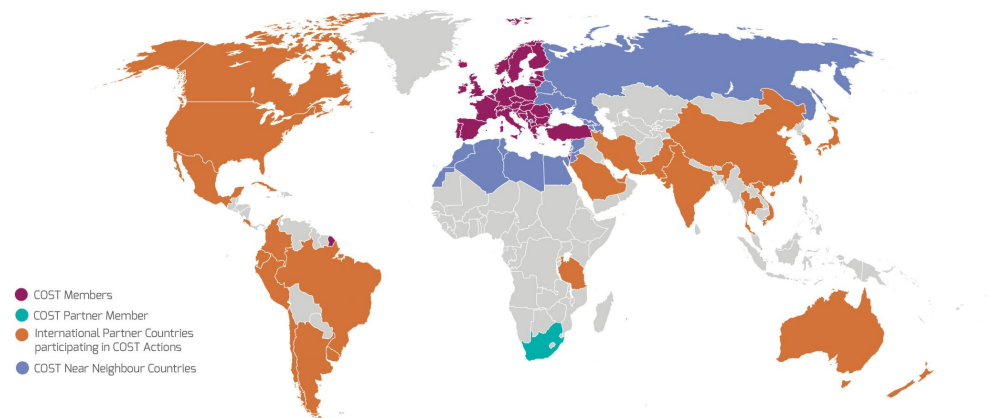 COST Members
COST Partner Member
International Partner Countries
participating in COST Actions
COST Near Neighbour Countries